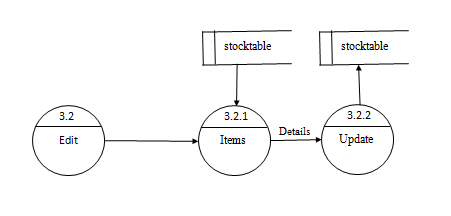 stocktable
stocktable
3.2
3.2.1
3.2.2
Edit
Items
Details
Update